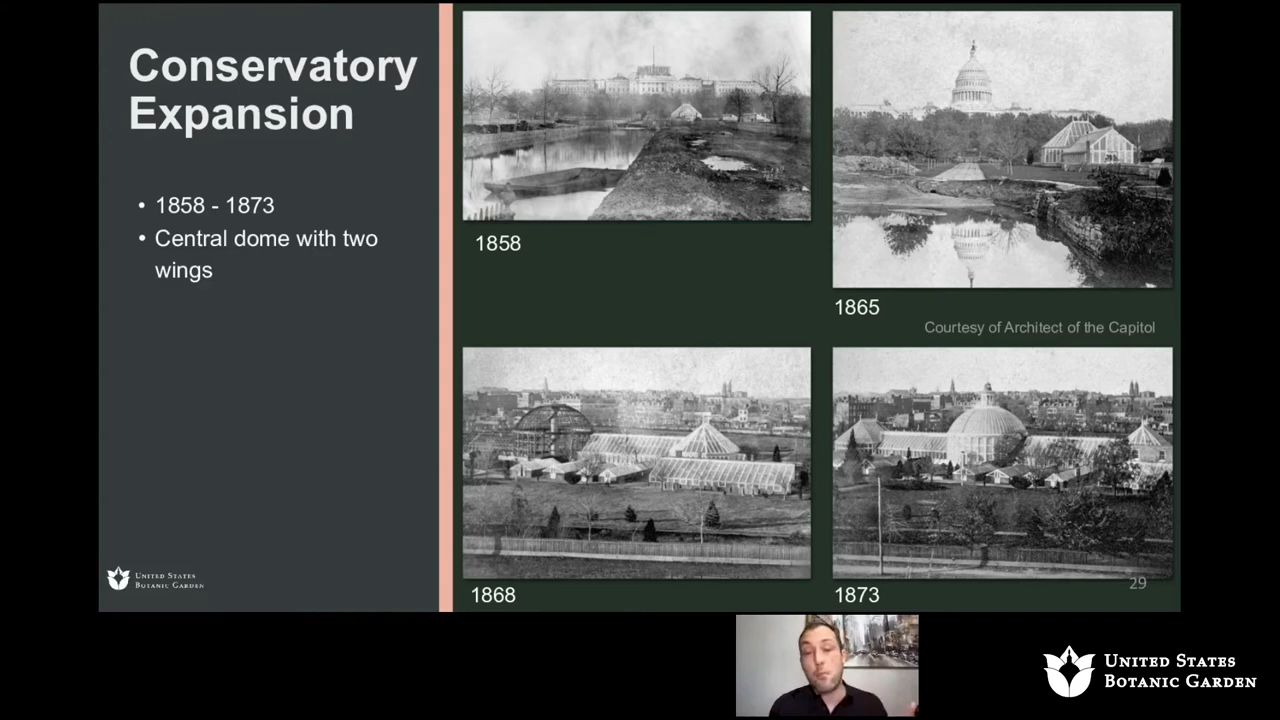 Conservatory
Expansion
• 1858 - 1873
• Central dome with two
wings
1858
1865
Courtesy of Architect of the Capitol
1868
1873
29
UNITED STATES
BOTANIC GARDEN
UNITED STATES
BOTANIC GARDEN